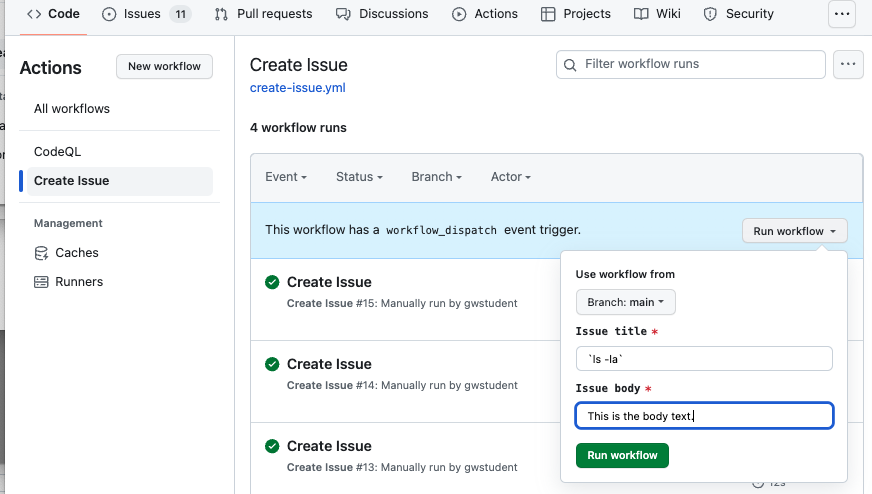 Code
Issues 11
Pull requests
Discussions
Actions
Projects
Wiki
Security
Actions
New workflow
All workflows
CodeQL
Create Issue
Management
Caches
Runners
Create Issue
create-issue.yml
Filter workflow runs
4 workflow runs
Event
Status
Branch
Actor
This workflow has a workflow_dispatch event trigger.
Run workflow
Create Issue
Create Issue #15: Manually run by gwstudent
Create Issue
Create Issue #14: Manually run by gwstudent
Create Issue
Create Issue #13: Manually run by gwstudent
Use workflow from
Branch: main
Issue title *
`ls -la`
Issue body *
This is the body text.
Run workflow
12s